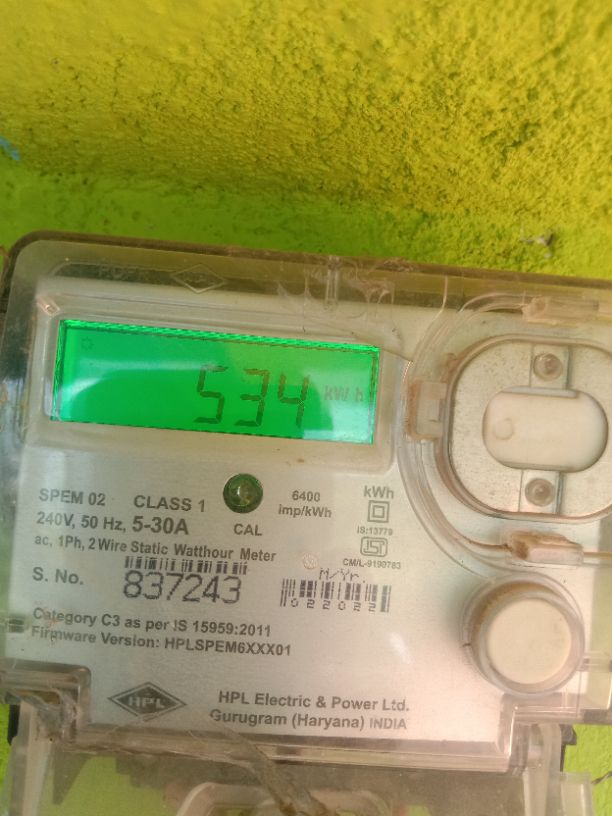 534 kWh
SPEM 02 CLASS 1
240V, 50 Hz, 5-30A
CAL
6400
imp/kWh
kWh
IS:13779
CM/L-9190783
ac, 1Ph, 2 Wire Static Watthour Meter
S. No. 837243
M/Yr.
022022
Category C3 as per IS 15959:2011
Firmware Version: HPLSPEM6XXX01
HPL
HPL Electric & Power Ltd.
Gurugram (Haryana) INDIA